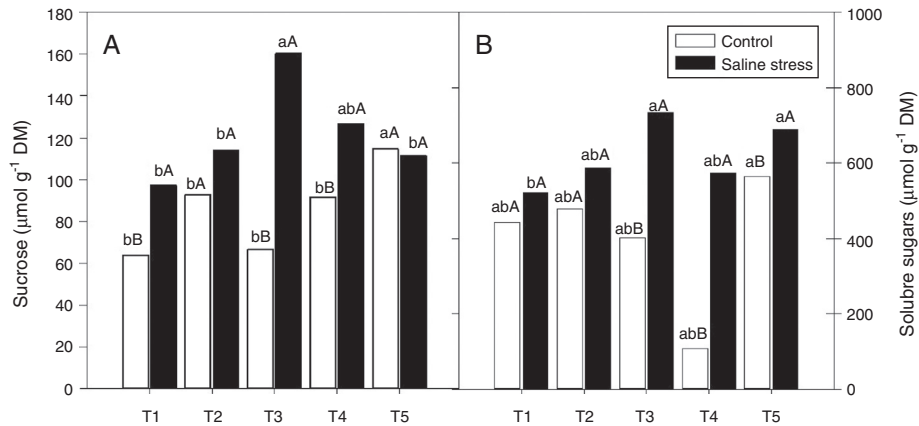 A
B
Control
Saline stress
Sucrose (μmol g⁻¹ DM)
180
160
140
120
100
80
60
40
20
0
bB
bA
bA
bA
bB
aA
bB
abA
aA
bA
T1
T2
T3
T4
T5
abA
bA
abA
abA
abB
aA
abB
abA
aB
aA
T1
T2
T3
T4
T5
1000
800
600
400
200
0
Solubre sugars (μmol g⁻¹ DM)